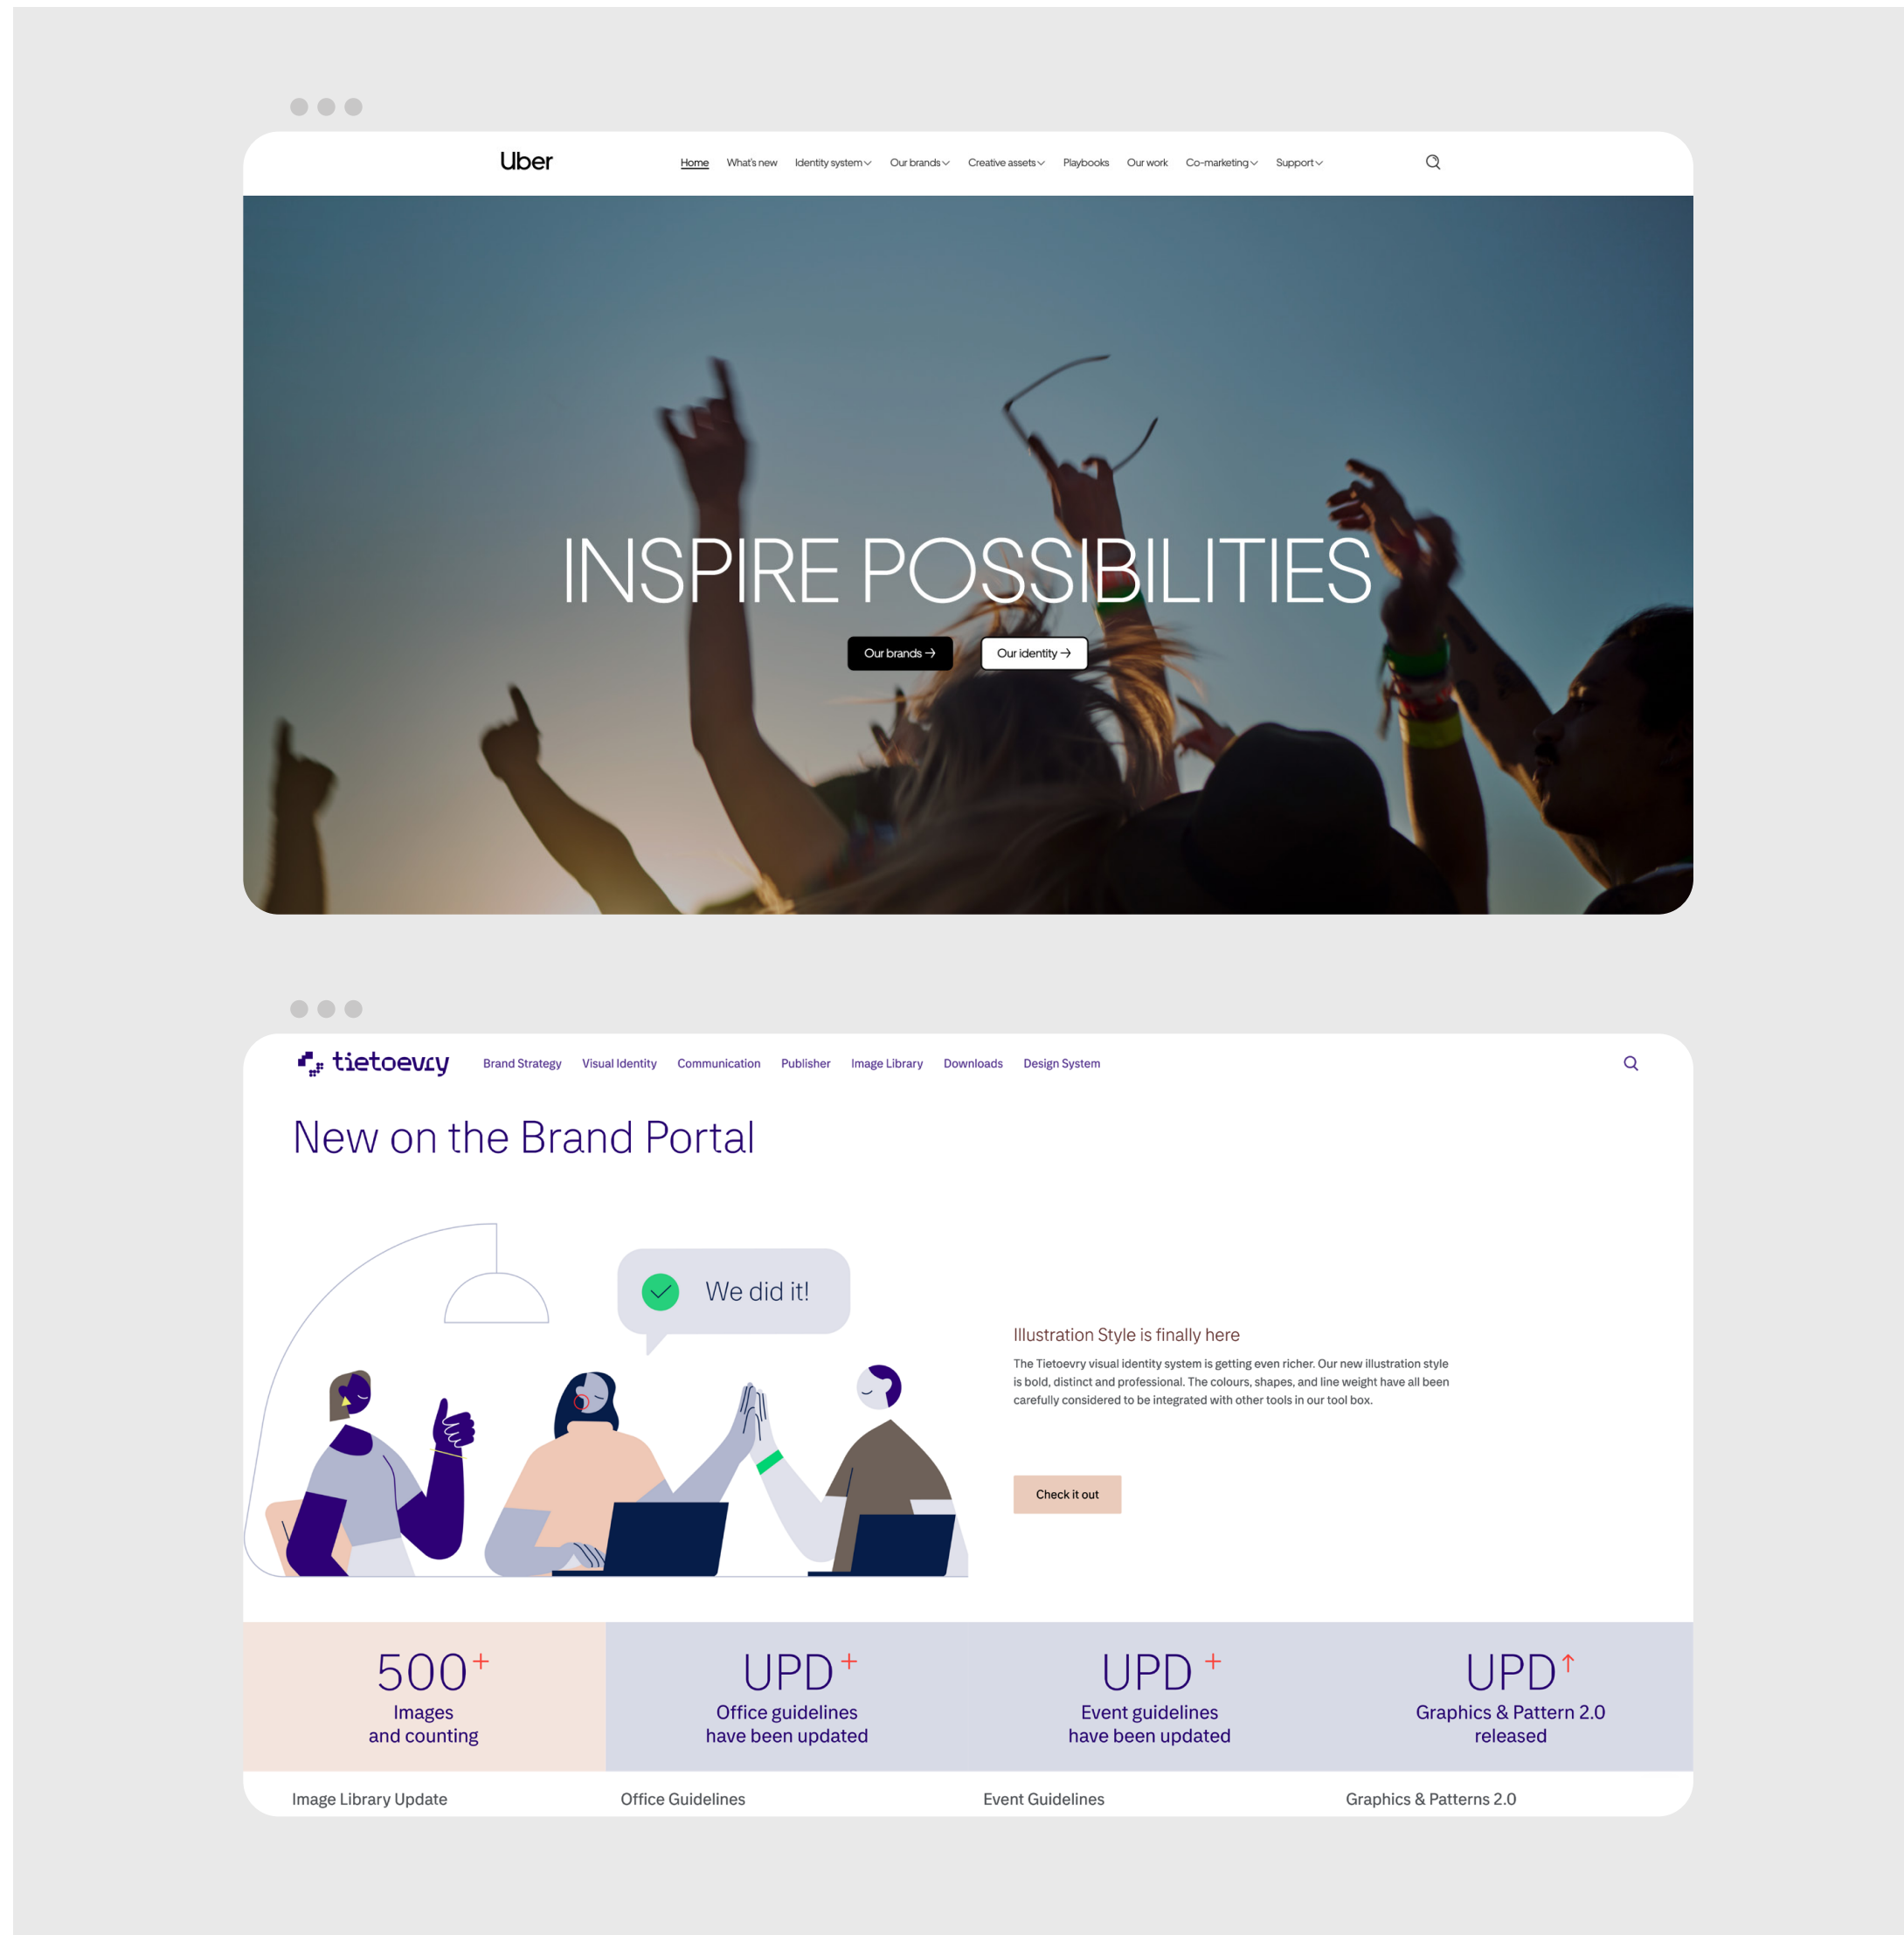 Uber
Home What's new Identity system Our brands Creative assets Playbooks Our work Co-marketing Support
INSPIRE POSSIBILITIES
Our brands → Our identity →
tietoevry Brand Strategy Visual Identity Communication Publisher Image Library Downloads Design System
New on the Brand Portal
We did it!
Illustration Style is finally here
The Tietoevry visual identity system is getting even richer. Our new illustration style
is bold, distinct and professional. The colours, shapes, and line weight have all been
carefully considered to be integrated with other tools in our tool box.
Check it out
500+
Images
and counting
UPD+
Office guidelines
have been updated
UPD +
Event guidelines
have been updated
UPD↑
Graphics & Pattern 2.0
released
Image Library Update
Office Guidelines
Event Guidelines
Graphics & Patterns 2.0